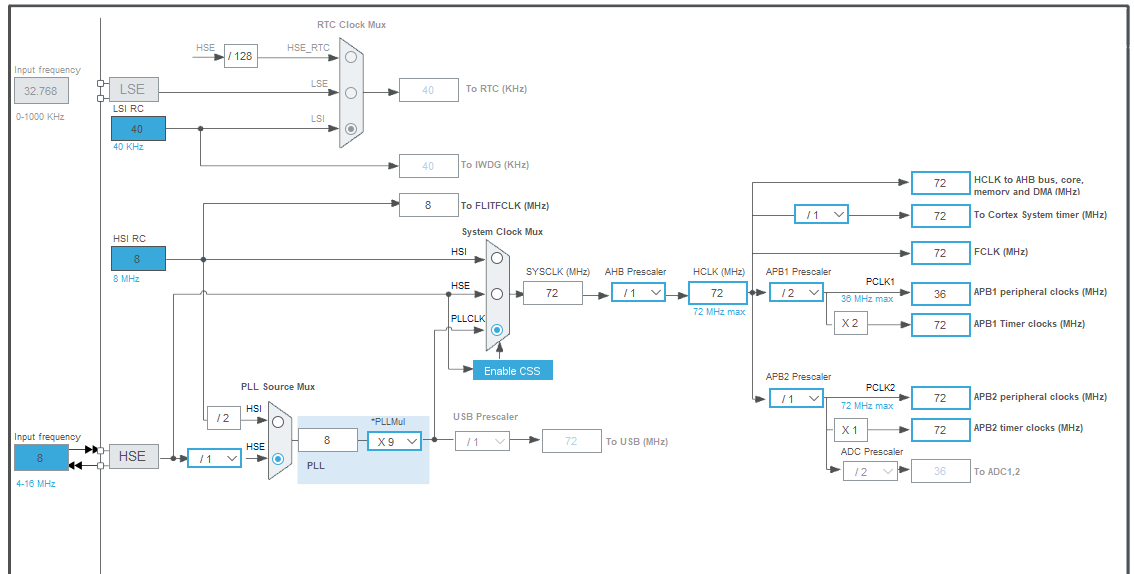 RTC Clock Mux
HSE
/ 128
HSE_RTC
Input frequency
32.768
0-1000 KHz
LSE
LSE
40
To RTC (KHz)
LSI RC
40
40 KHz
LSI
40
To IWDG (KHz)
8
To FLITFCLK (MHz)
HSI RC
8
8 MHz
System Clock Mux
HSI
HSE
PLLCLK
SYSCLK (MHz)
72
AHB Prescaler
/ 1
HCLK (MHz)
72
72 MHz max
Enable CSS
72
HCLK to AHB bus, core,
memory and DMA (MHz)
/ 1
72
To Cortex System timer (MHz)
72
FCLK (MHz)
APB1 Prescaler
/ 2
PCLK1
36 MHz max
36
APB1 peripheral clocks (MHz)
X 2
72
APB1 Timer clocks (MHz)
APB2 Prescaler
/ 1
PCLK2
72 MHz max
72
APB2 peripheral clocks (MHz)
X 1
72
APB2 timer clocks (MHz)
ADC Prescaler
/ 2
36
To ADC1,2
PLL Source Mux
/ 2
HSI
HSE
8
*PLLMul
X 9
PLL
USB Prescaler
/ 1
72
To USB (MHz)
Input frequency
8
4-16 MHz
HSE
/ 1